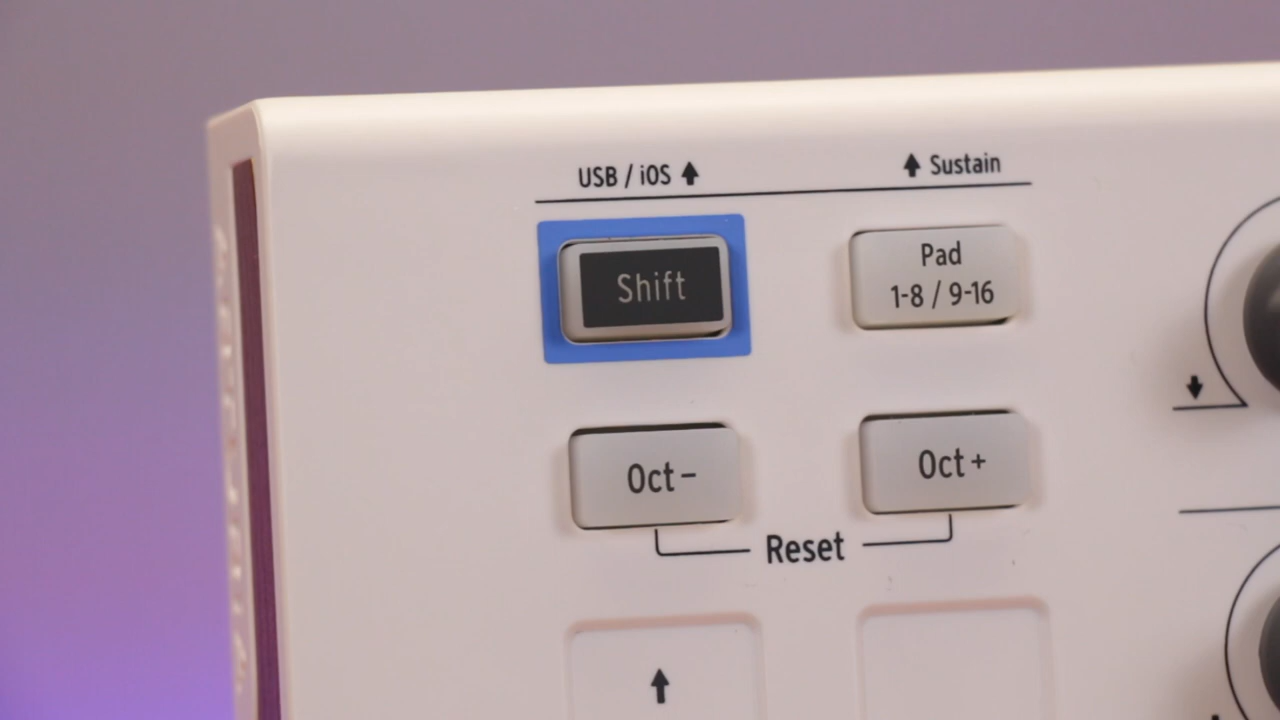 USB / iOS ⬆
⬆ Sustain
Shift
Pad
1-8 / 9-16
Oct -
Oct +
Reset